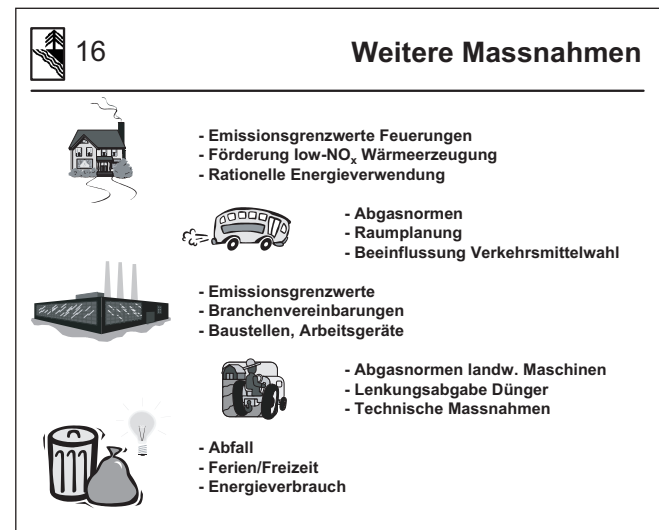 16
Weitere Massnahmen
- Emissionsgrenzwerte Feuerungen
- Förderung low-NOx Wärmeerzeugung
- Rationelle Energieverwendung
- Abgasnormen
- Raumplanung
- Beeinflussung Verkehrsmittelwahl
- Emissionsgrenzwerte
- Branchenvereinbarungen
- Baustellen, Arbeitsgeräte
- Abgasnormen landw. Maschinen
- Lenkungsabgabe Dünger
- Technische Massnahmen
- Abfall
- Ferien/Freizeit
- Energieverbrauch